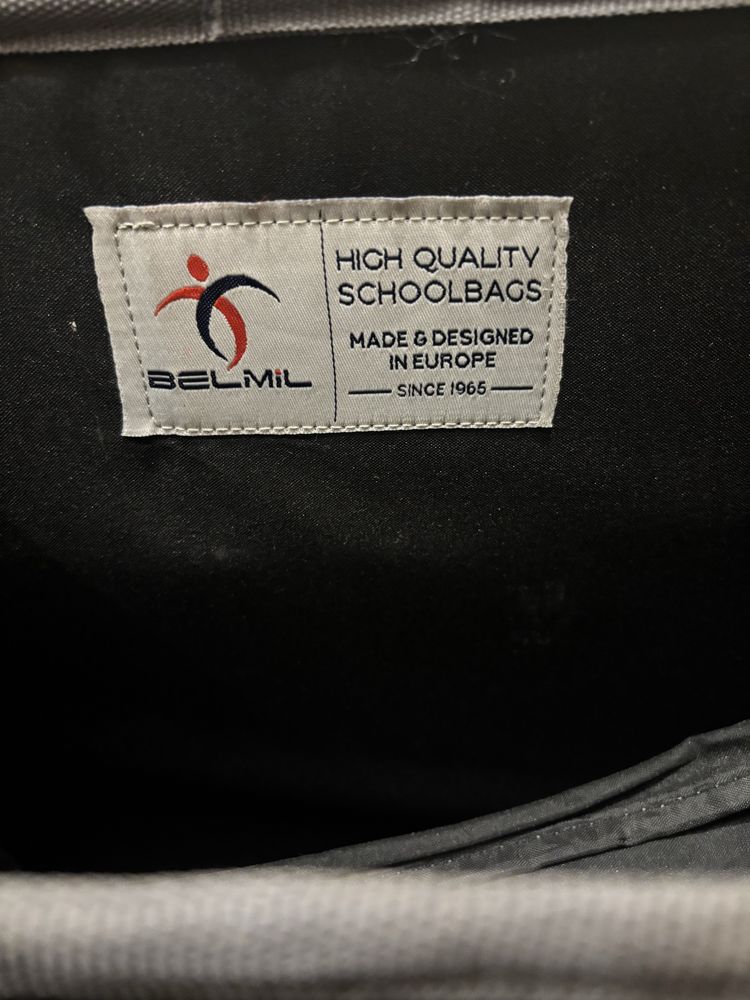 BELMiL
HIGH QUALITY
SCHOOLBAGS
MADE & DESIGNED
IN EUROPE
SINCE 1965